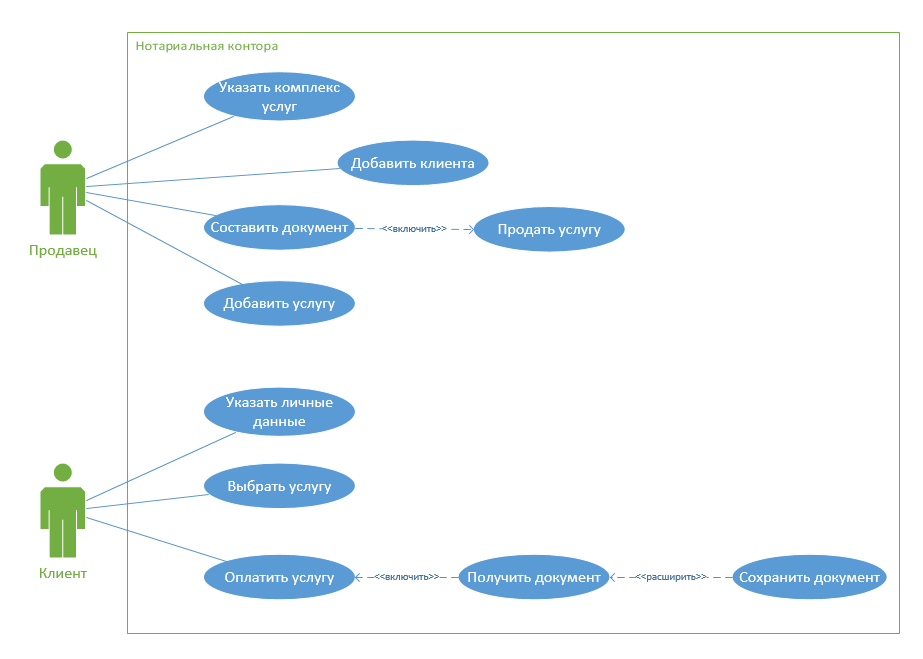 Нотариальная контора
Указать комплекс
услуг
Добавить клиента
Составить документ
<<включить>>
Продать услугу
Продавец
Добавить услугу
Указать личные
данные
Выбрать услугу
Клиент
Оплатить услугу
<<включить>>
Получить документ
<<расширить>>
Сохранить документ